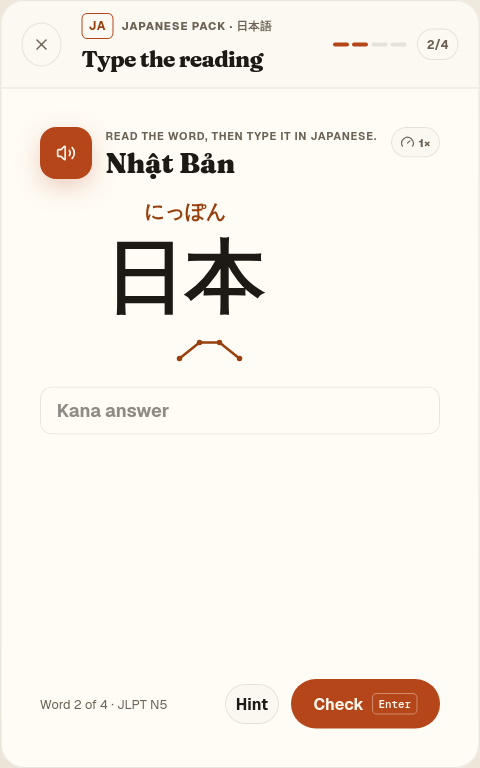 JA JAPANESE PACK · 日本語
Type the reading
2/4
READ THE WORD, THEN TYPE IT IN JAPANESE.
Nhật Bản
1×
にっぽん
日本
Kana answer
Word 2 of 4 · JLPT N5
Hint
Check Enter